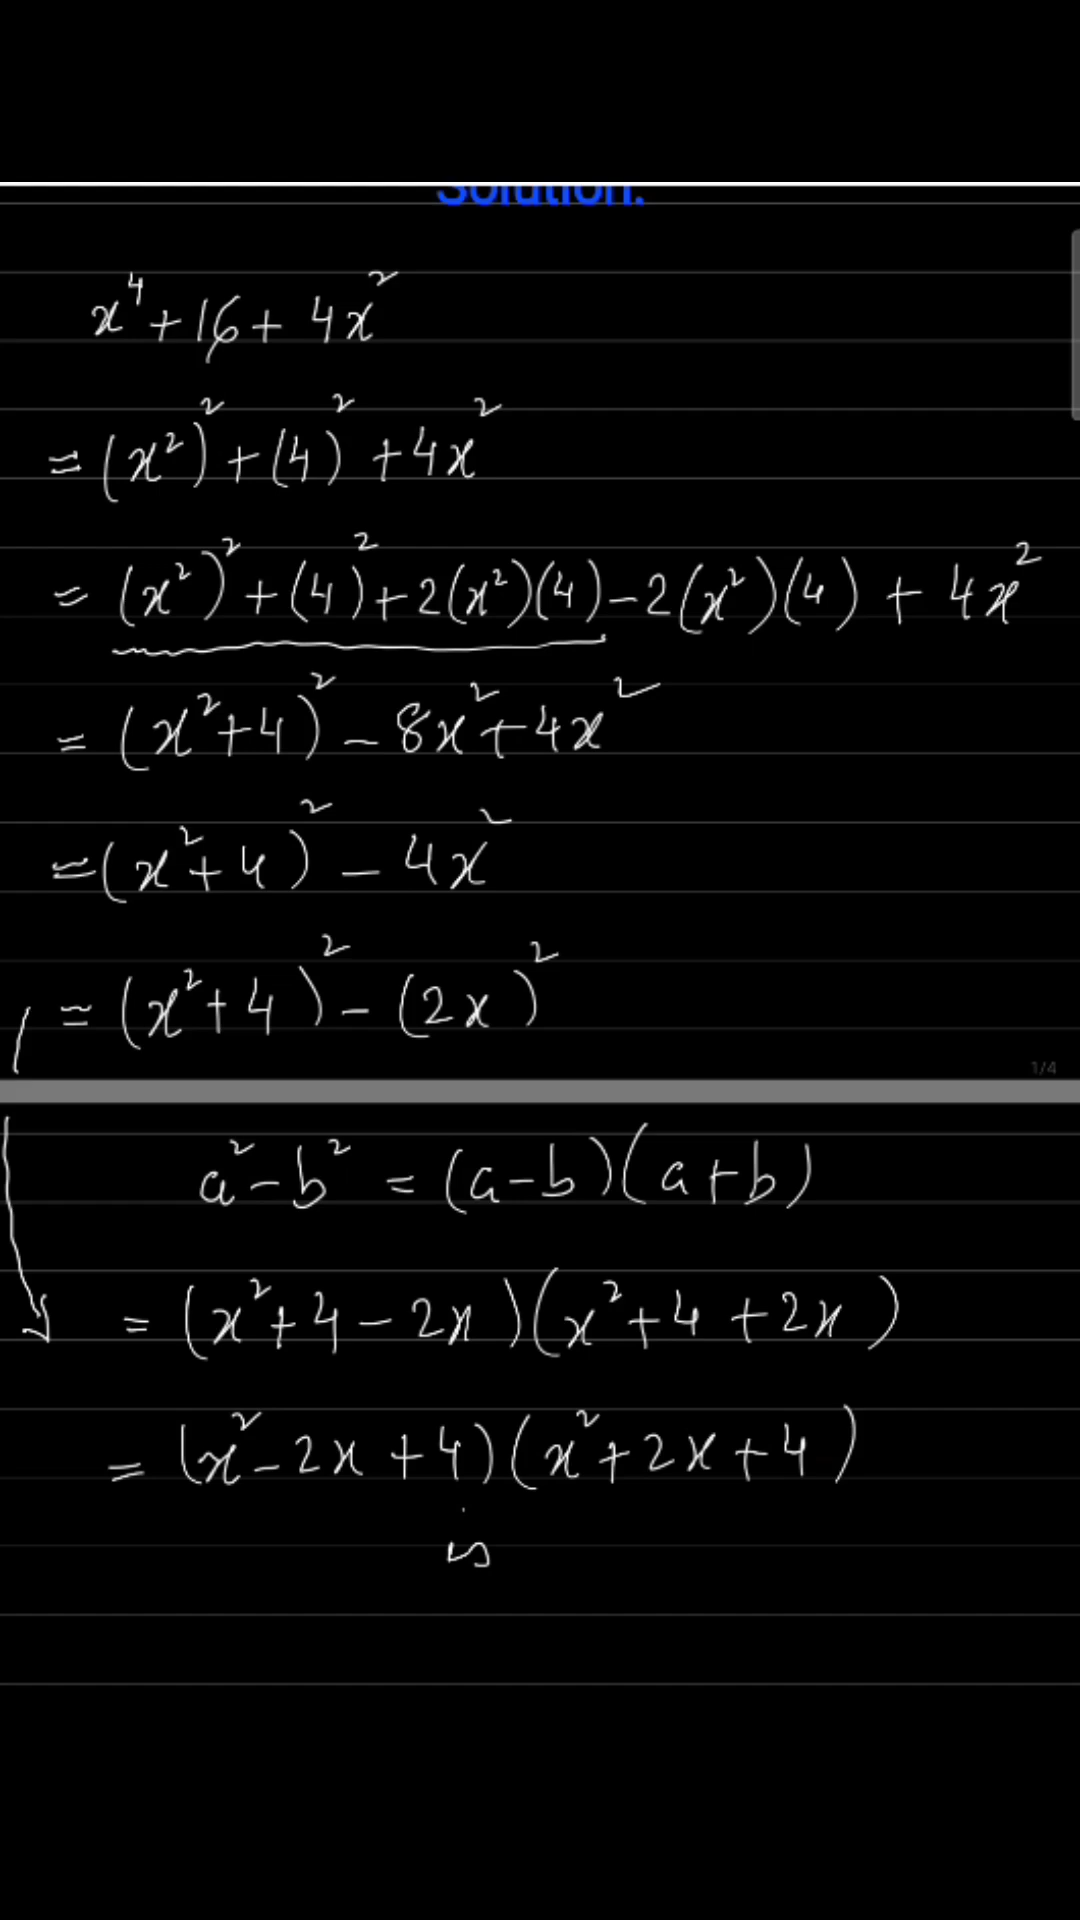 Solution:
x⁴ + 16 + 4x²
= (x²)² + (4)² + 4x²
= (x²)² + (4)² + 2(x²)(4) - 2(x²)(4) + 4x²
= (x² + 4)² - 8x² + 4x²
= (x² + 4)² - 4x²
= (x² + 4)² - (2x)²
1/4
a² - b² = (a - b)(a + b)
= (x² + 4 - 2x)(x² + 4 + 2x)
= (x² - 2x + 4)(x² + 2x + 4)